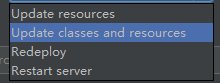 Update resources
Update classes and resources
Redeploy
Restart server